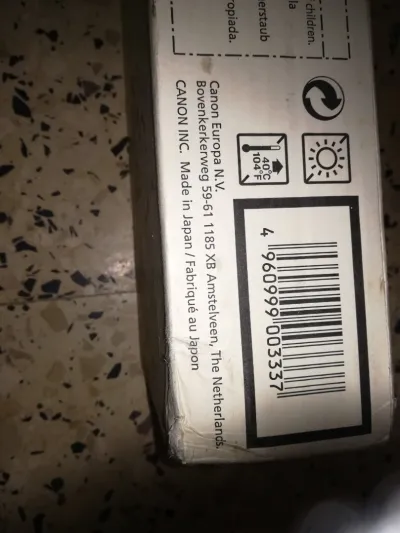 children.
la
erstaub
ropiada.
40°C
104°F
Canon Europa N.V.
Bovenkerkerweg 59-61 1185 XB Amstelveen, The Netherlands
CANON INC. Made in Japan / Fabriqué au Japon
4 960999 003337